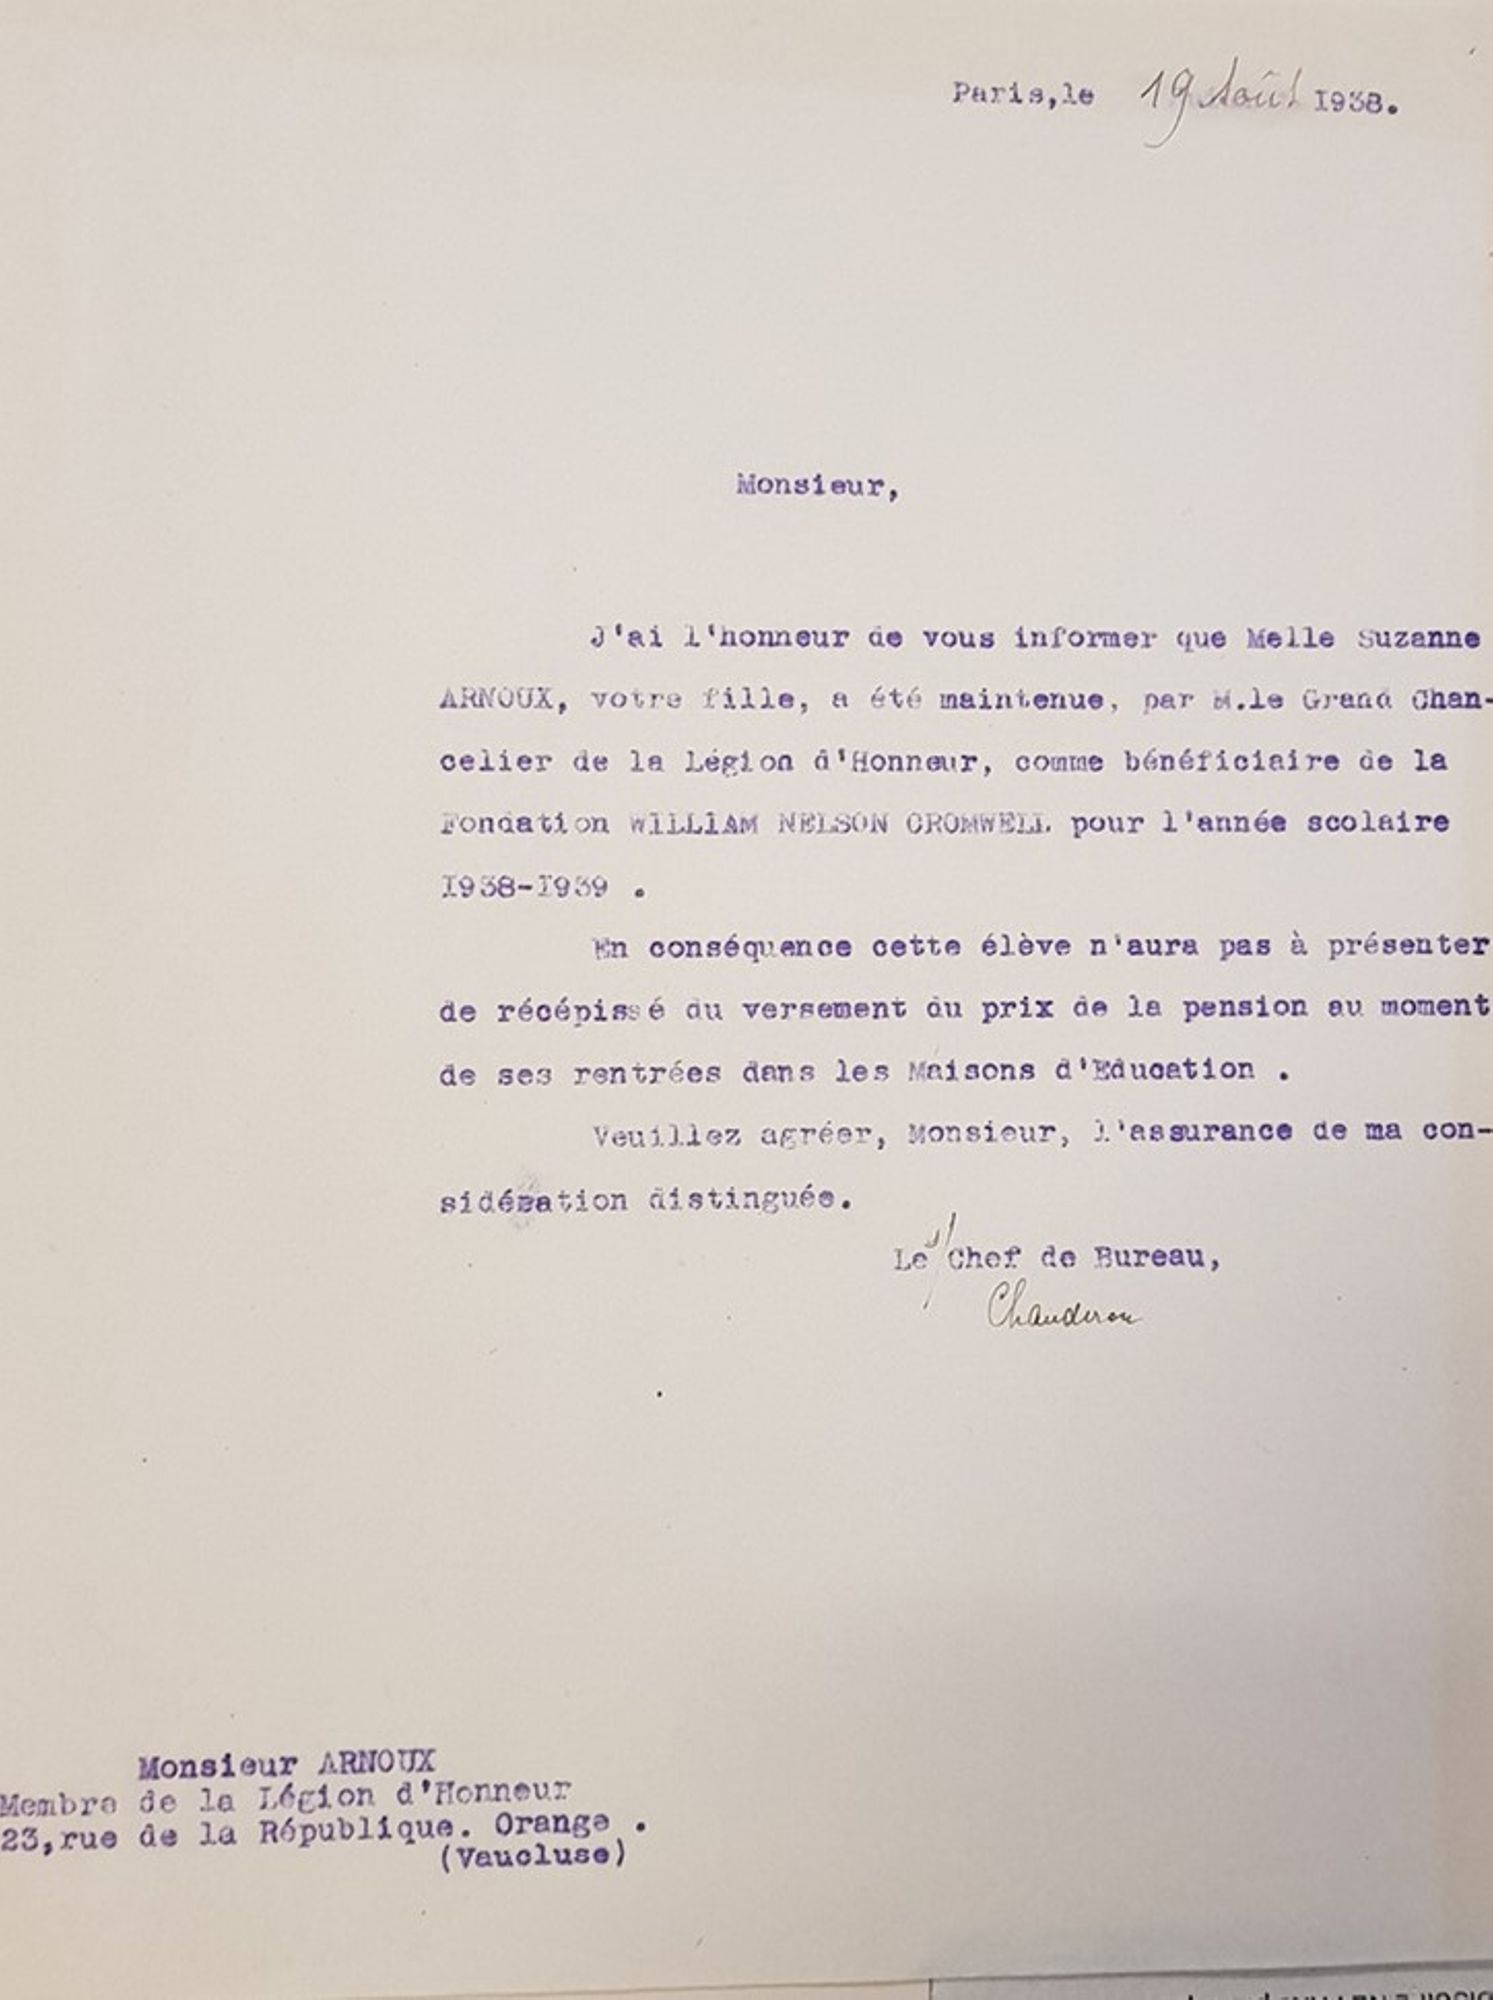 Paris,le 19 Août 1938.
Monsieur,
J'ai l'honneur de vous informer que Melle Suzanne
ARNOUX, votre fille, a été maintenue, par M.le Grand Chan-
celier de la Légion d'Honneur, comme bénéficiaire de la
Fondation WILLIAM NELSON CROMWELL pour l'année scolaire
1938-1939 .
En conséquence cette élève n'aura pas à présenter
de récépissé du versement du prix de la pension au moment
de ses rentrées dans les Maisons d'Education .
Veuillez agréer, Monsieur, l'assurance de ma con-
sidération distinguée.
Le Chef de Bureau,
Monsieur ARNOUX
Membre de la Légion d'Honneur
23,rue de la République. Orange .
(Vaucluse)